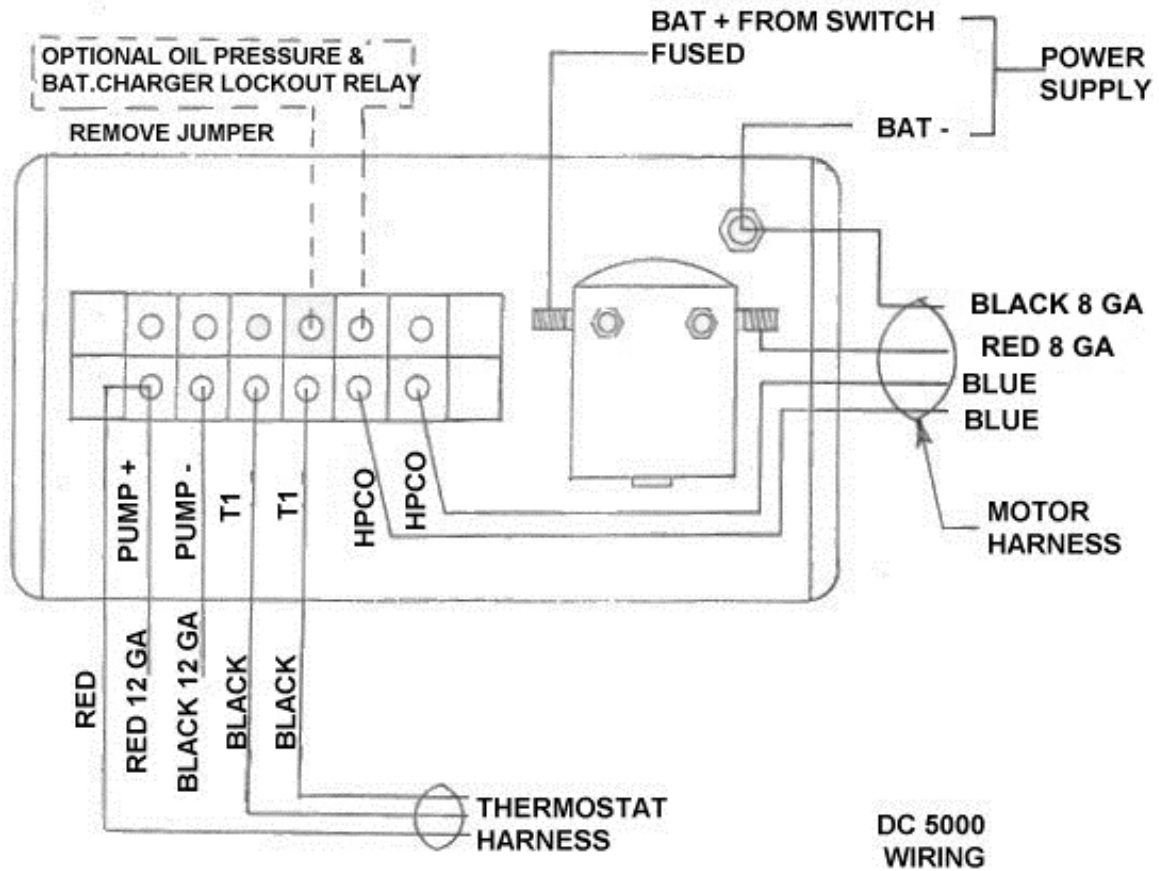 BAT + FROM SWITCH
FUSED
POWER
SUPPLY
BAT -
OPTIONAL OIL PRESSURE &
BAT.CHARGER LOCKOUT RELAY
REMOVE JUMPER
BLACK 8 GA
RED 8 GA
BLUE
BLUE
MOTOR
HARNESS
PUMP +
PUMP -
T1
T1
HPCO
HPCO
RED
RED 12 GA
BLACK 12 GA
BLACK
BLACK
THERMOSTAT
HARNESS
DC 5000
WIRING